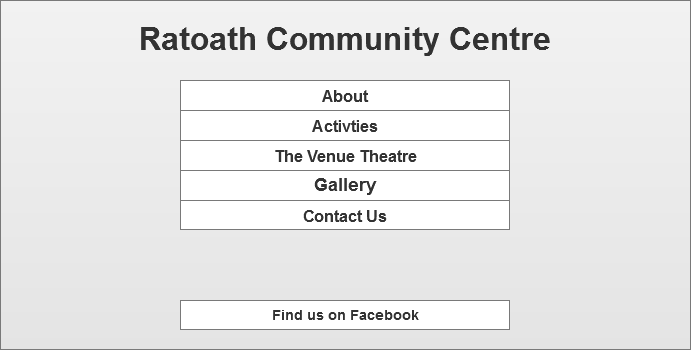 Ratoath Community Centre
About
Activties
The Venue Theatre
Gallery
Contact Us
Find us on Facebook